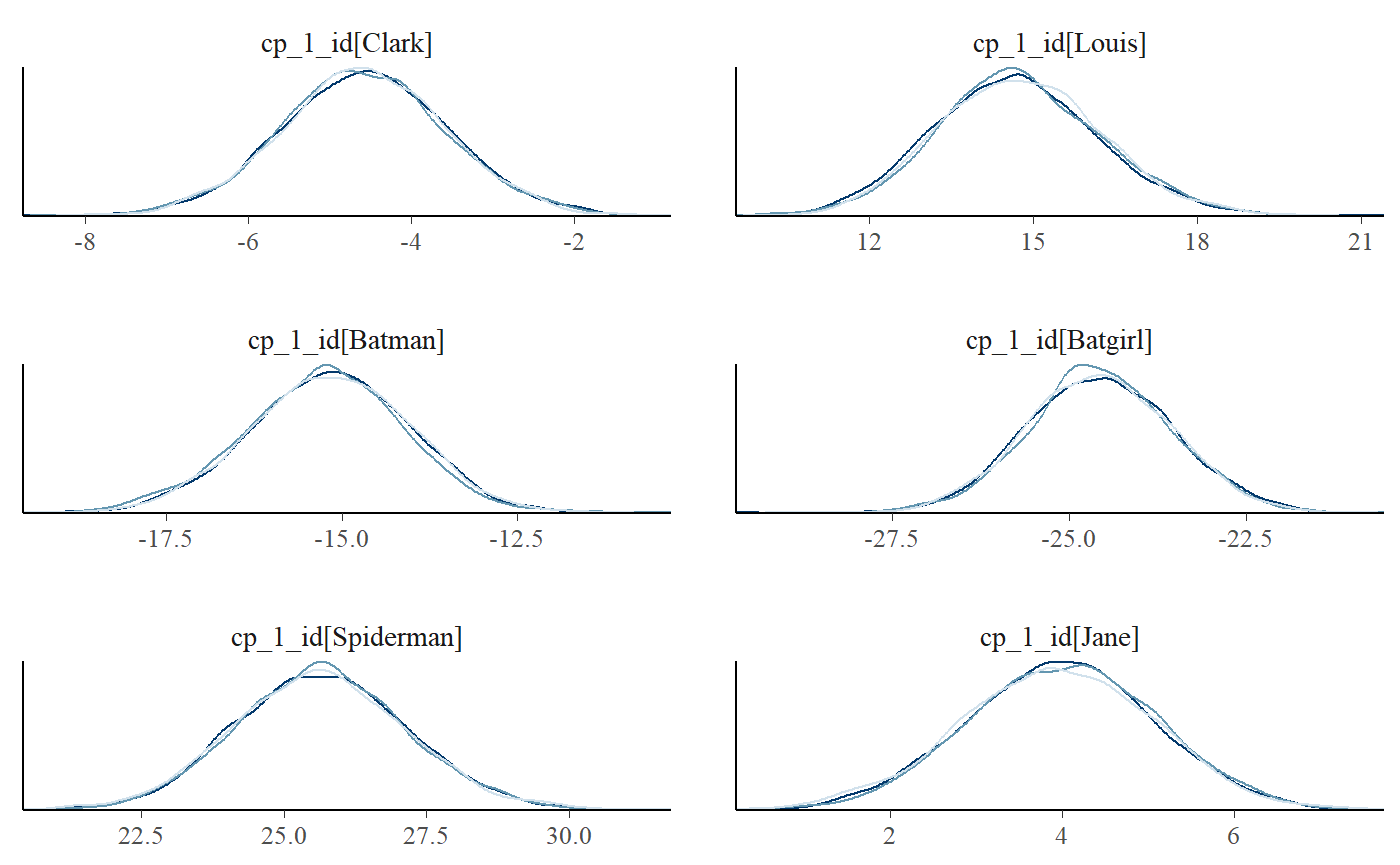 cp_1_id[Clark] cp_1_id[Louis]
-8 -6 -4 -2 12 15 18 21
cp_1_id[Batman] cp_1_id[Batgirl]
-17.5 -15.0 -12.5 -27.5 -25.0 -22.5
cp_1_id[Spiderman] cp_1_id[Jane]
22.5 25.0 27.5 30.0 2 4 6